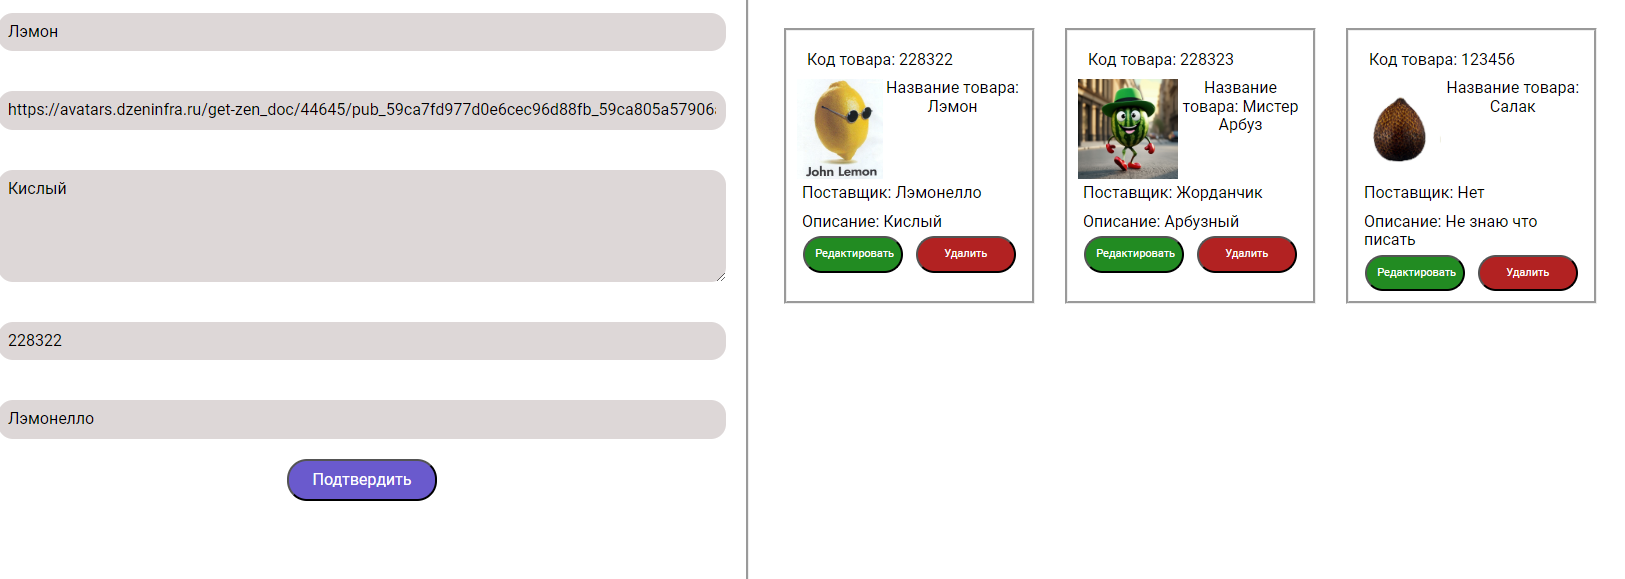 Лэмон
https://avatars.dzeninfra.ru/get-zen_doc/44645/pub_59ca7fd977d0e6cec96d88fb_59ca805a57906
Кислый
228322
Лэмонелло
Подтвердить
Код товара: 228322
Название товара:
Лэмон
John Lemon
Поставщик: Лэмонелло
Описание: Кислый
Редактировать
Удалить
Код товара: 228323
Название
товара: Мистер
Арбуз
Поставщик: Жорданчик
Описание: Арбузный
Редактировать
Удалить
Код товара: 123456
Название товара:
Салак
Поставщик: Нет
Описание: Не знаю что
писать
Редактировать
Удалить